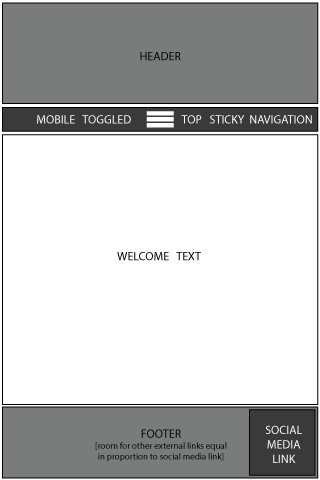 HEADER
MOBILE TOGGLED TOP STICKY NAVIGATION
WELCOME TEXT
FOOTER
[room for other external links equal
in proportion to social media link]
SOCIAL
MEDIA
LINK